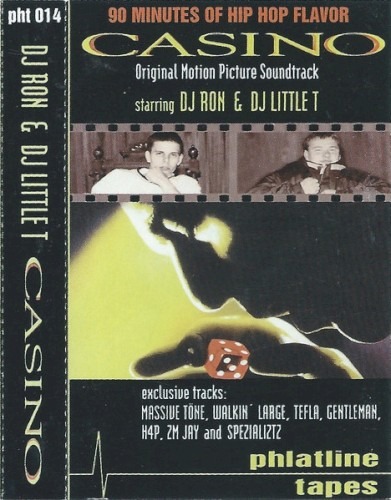 pht 014
DJ RON & DJ LITTLE T
CASINO
90 MINUTES OF HIP HOP FLAVOR
CASINO
Original Motion Picture Soundtrack
starring DJ RON & DJ LITTLE T
exclusive tracks:
MASSIVE TÖNE, WALKIN´ LARGE, TEFLA, GENTLEMAN,
H4P, ZM JAY and SPEZIALIZTZ
phlatline
tapes